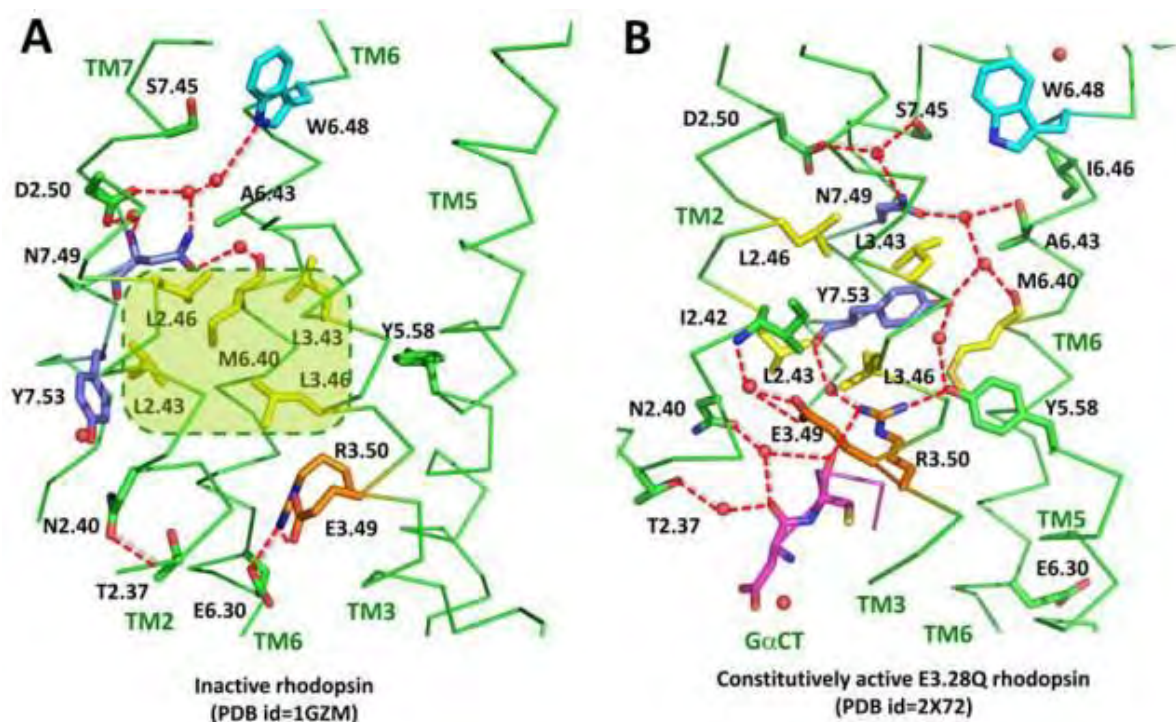 A
TM7
TM6
S7.45
W6.48
D2.50
A6.43
TM5
N7.49
L2.46
L3.43
Y5.58
M6.40
Y7.53
L2.43
L3.46
R3.50
N2.40
E3.49
T2.37
E6.30
TM2
TM3
TM6
Inactive rhodopsin
(PDB id=1GZM)
B
W6.48
S7.45
D2.50
I6.46
N7.49
TM2
L3.43
A6.43
L2.46
M6.40
Y7.53
I2.42
TM6
L2.43
L3.46
Y5.58
N2.40
E3.49
R3.50
T2.37
TM5
E6.30
TM3
TM6
GαCT
Constitutively active E3.28Q rhodopsin
(PDB id=2X72)